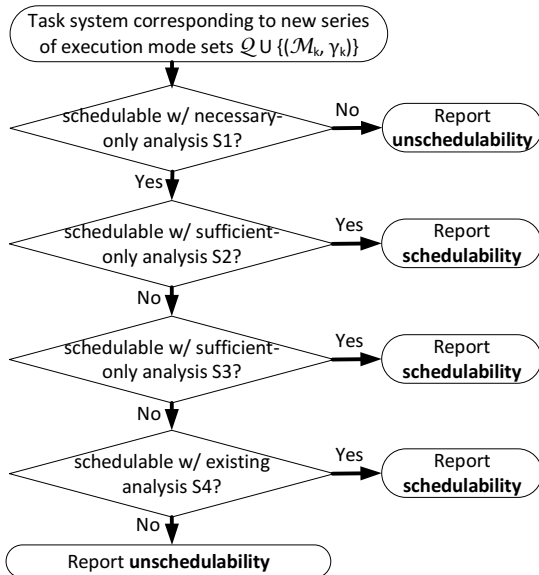 Task system corresponding to new series
of execution mode sets 𝒬 ∪ {(ℳₖ, γₖ)}
schedulable w/ necessary-
only analysis S1?
No
Report
unschedulability
Yes
schedulable w/ sufficient-
only analysis S2?
Yes
Report
schedulability
No
schedulable w/ sufficient-
only analysis S3?
Yes
Report
schedulability
No
schedulable w/ existing
analysis S4?
Yes
Report
schedulability
No
Report unschedulability